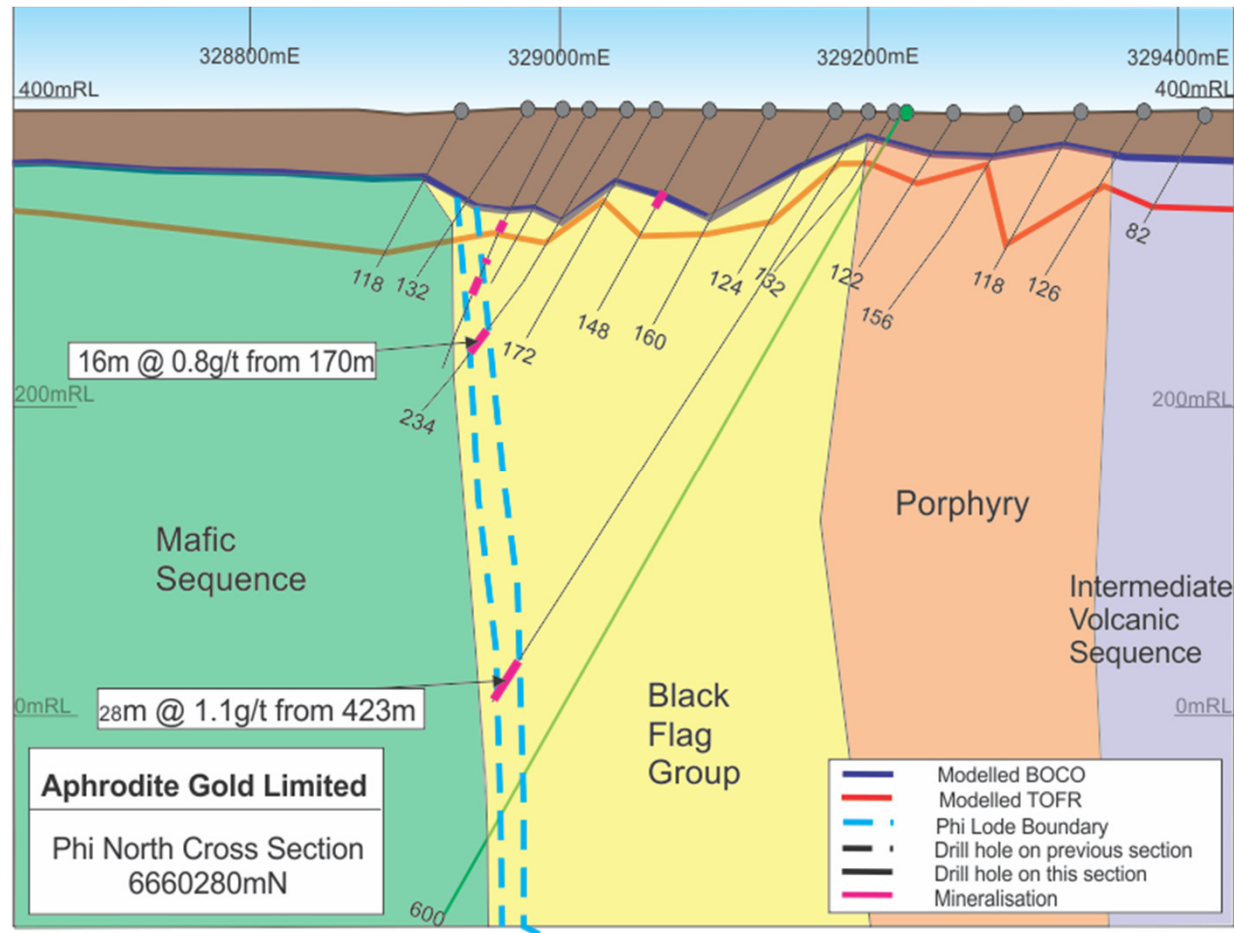 328800mE
329000mE
329200mE
329400mE
400mRL
400mRL
118
132
172
148
160
124
132
122
156
118
126
82
16m @ 0.8g/t from 170m
234
200mRL
200mRL
Porphyry
Mafic
Sequence
Intermediate
Volcanic
Sequence
28m @ 1.1g/t from 423m
Black
Flag
Group
0mRL
0mRL
Aphrodite Gold Limited
Phi North Cross Section
6660280mN
600
Modelled BOCO
Modelled TOFR
Phi Lode Boundary
Drill hole on previous section
Drill hole on this section
Mineralisation